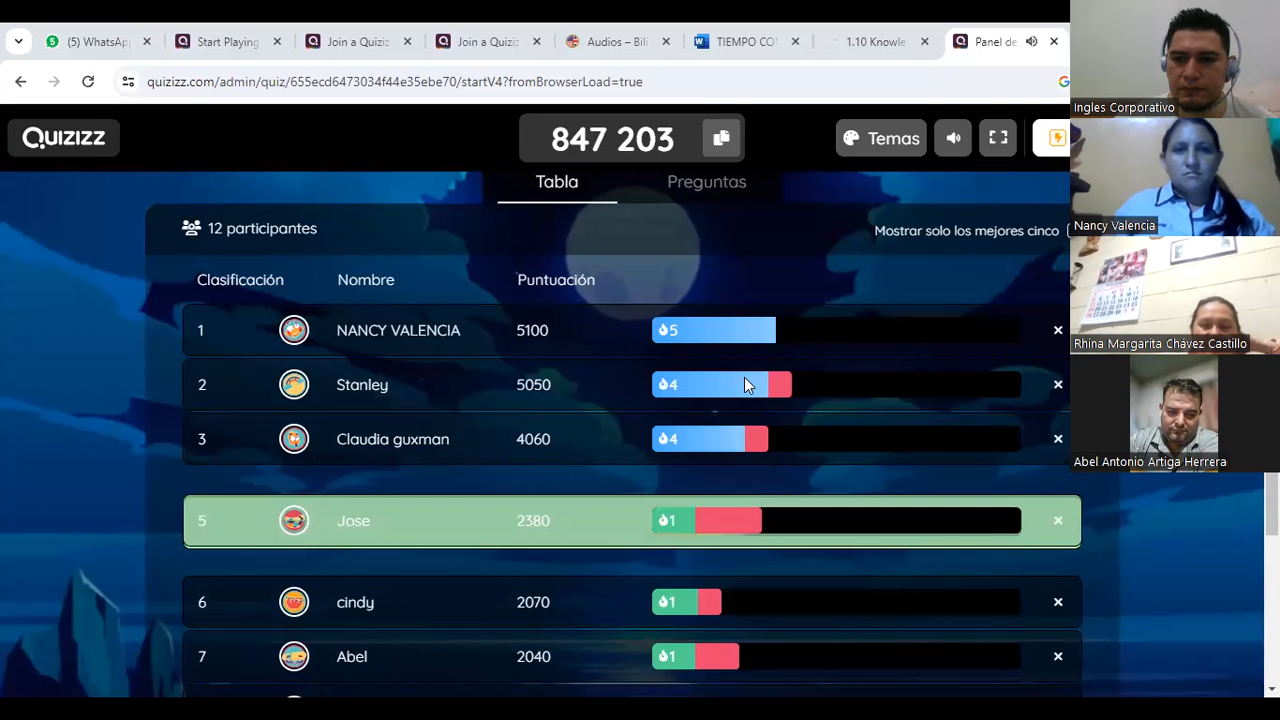 (5) WhatsAp
Start Playing
Join a Quiziz
Join a Quiziz
Audios – Bili
TIEMPO CO
1.10 Knowle
Panel de
quizizz.com/admin/quiz/655ecd6473034f44e35ebe70/startV4?fromBrowserLoad=true
QUIZIZZ
847 203
Temas
Tabla
Preguntas
12 participantes
Mostrar solo los mejores cinco
Clasificación
Nombre
Puntuación
1 NANCY VALENCIA 5100 5
2 Stanley 5050 4
3 Claudia guxman 4060 4
5 Jose 2380 1
6 cindy 2070 1
7 Abel 2040 1
Ingles Corporativo
Nancy Valencia
Rhina Margarita Chávez Castillo
Abel Antonio Artiga Herrera